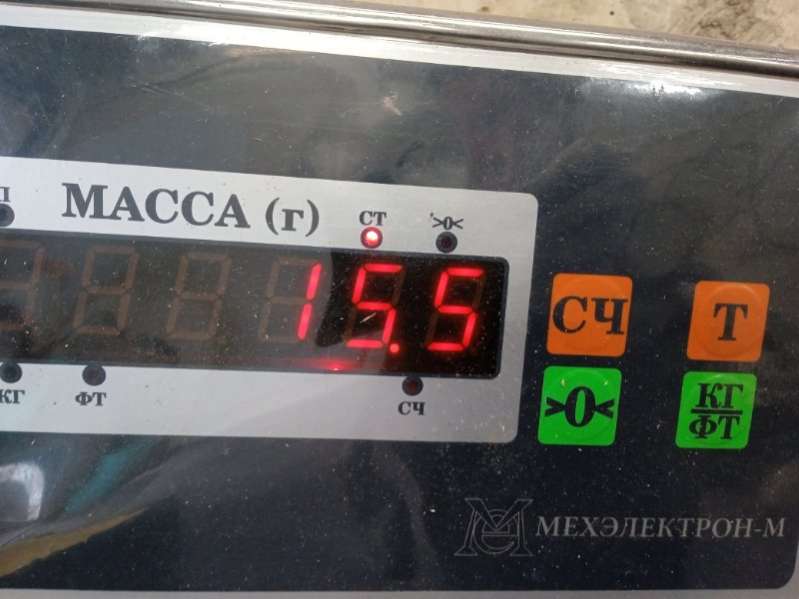 П
МАССА (г)
СТ
>0<
15.5
КГ
ФТ
СЧ
СЧ
Т
>0<
КГ
ФТ
МЕХЭЛЕКТРОН-М